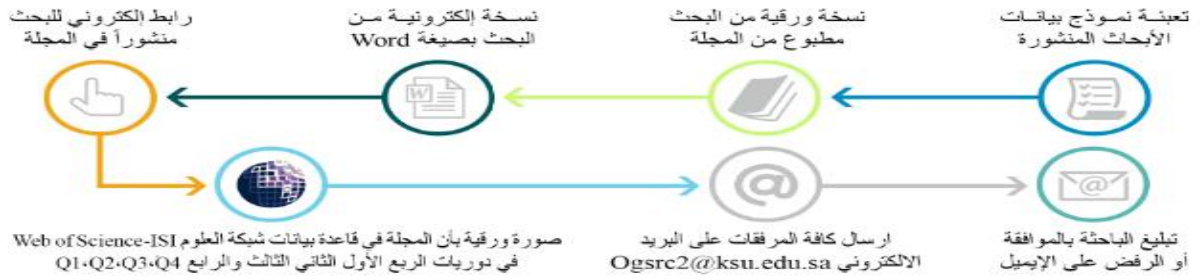 تعبئة نموذج بيانات
الأبحاث المنشورة
نسخة ورقية من البحث
مطبوع من المجلة
نسخة إلكترونية من
البحث بصيغة Word
رابط إلكتروني للبحث
منشوراً في المجلة
صورة ورقية بأن المجلة في قاعدة بيانات شبكة العلوم Web of Science-ISI
في دوريات الربع الأول الثاني الثالث والرابع Q1،Q2،Q3،Q4
ارسال كافة المرفقات على البريد
الالكتروني Ogsrc2@ksu.edu.sa
تبليغ الباحثة بالموافقة
أو الرفض على الإيميل